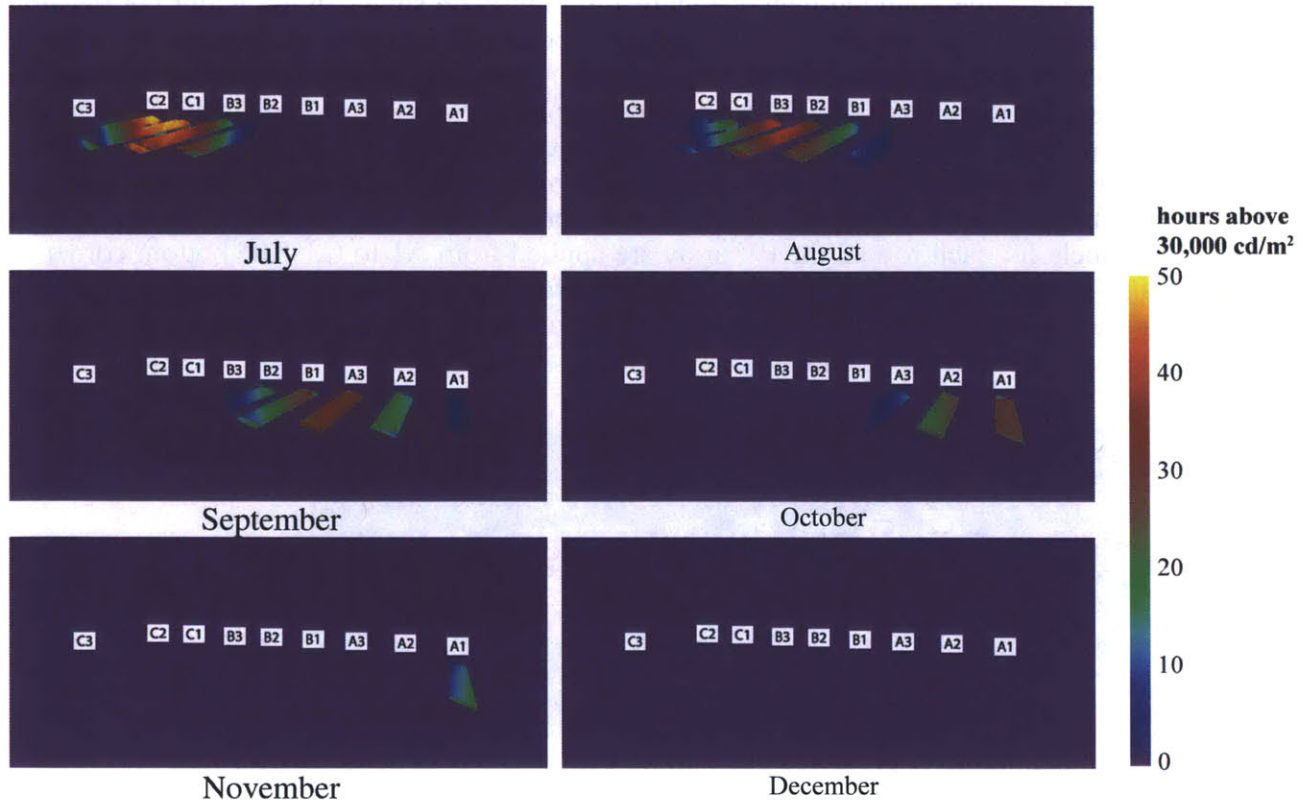 C3 C2 C1 B3 B2 B1 A3 A2 A1
July
C3 C2 C1 B3 B2 B1 A3 A2 A1
August
C3 C2 C1 B3 B2 B1 A3 A2 A1
September
C3 C2 C1 B3 B2 B1 A3 A2 A1
October
C3 C2 C1 B3 B2 B1 A3 A2 A1
November
C3 C2 C1 B3 B2 B1 A3 A2 A1
December
hours above
30,000 cd/m²
50
40
30
20
10
0